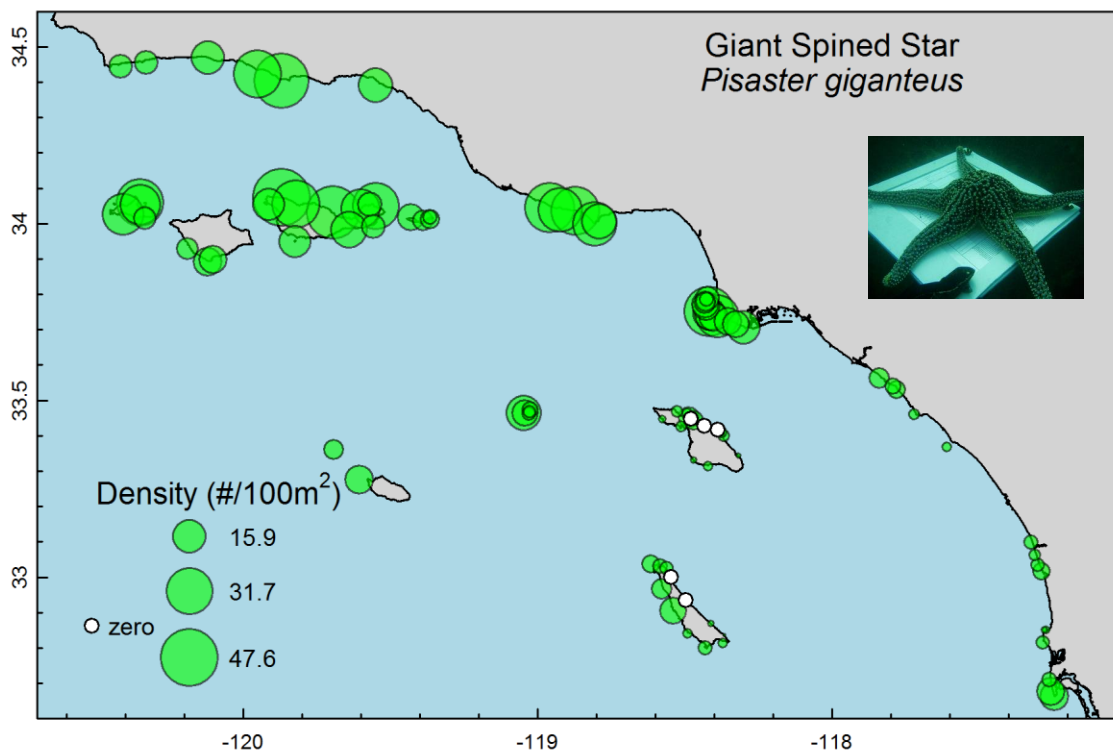 Giant Spined Star
Pisaster giganteus
34.5
34
33.5
33
Density (#/100m²)
15.9
31.7
zero
47.6
-120
-119
-118